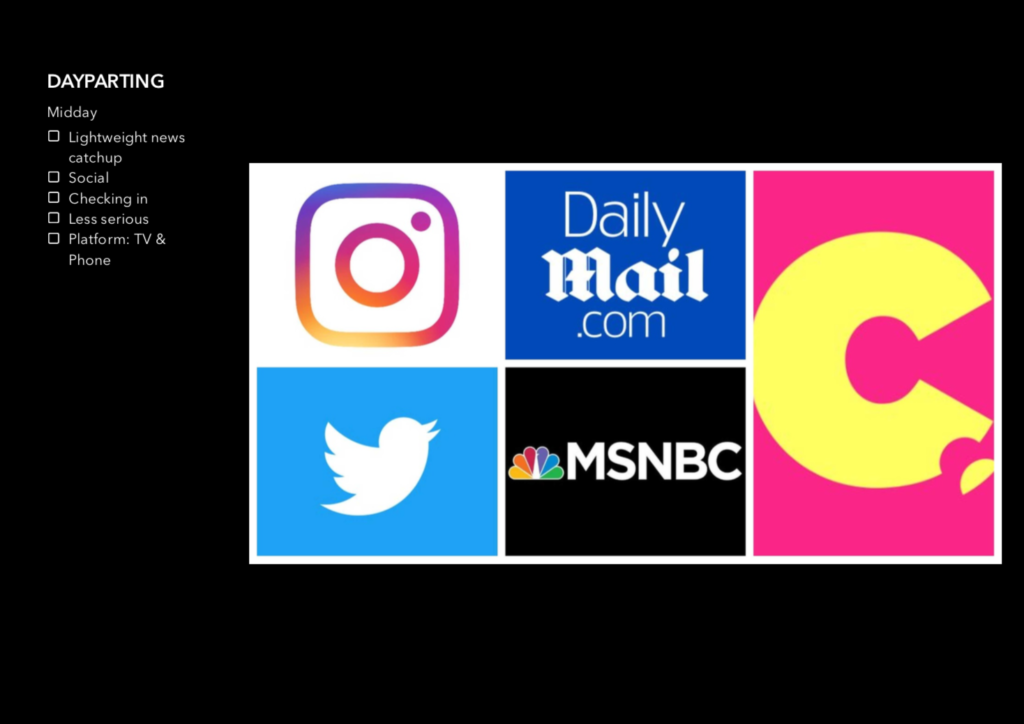 DAYPARTING
Midday
Lightweight news
catchup
Social
Checking in
Less serious
Platform: TV &
Phone
Daily
Mail
.com
MSNBC
C